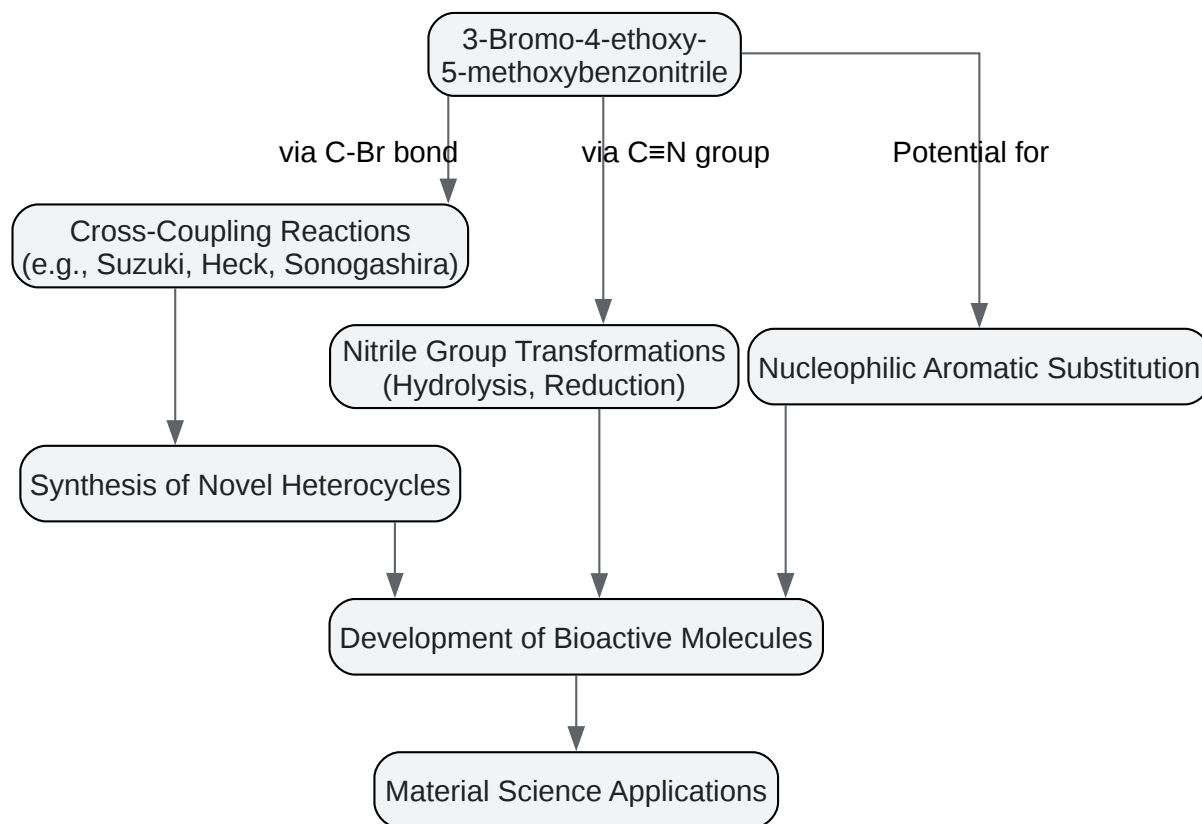 3-Bromo-4-ethoxy-
5-methoxybenzonitrile
via C-Br bond
via C≡N group
Potential for
Cross-Coupling Reactions
(e.g., Suzuki, Heck, Sonogashira)
Nitrile Group Transformations
(Hydrolysis, Reduction)
Nucleophilic Aromatic Substitution
Synthesis of Novel Heterocycles
Development of Bioactive Molecules
Material Science Applications